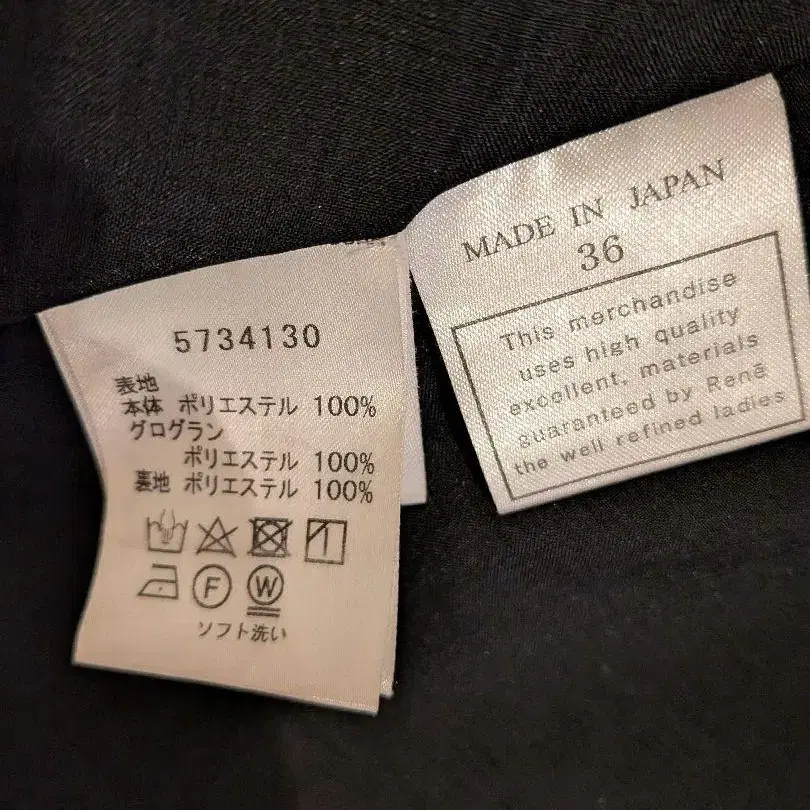 5734130
表地
本体 ポリエステル 100%
グログラン
ポリエステル 100%
裏地 ポリエステル 100%
F W
ソフト洗い
MADE IN JAPAN
36
This merchandise
uses high quality
excellent, materials
guaranteed by Renē
the well refined ladies